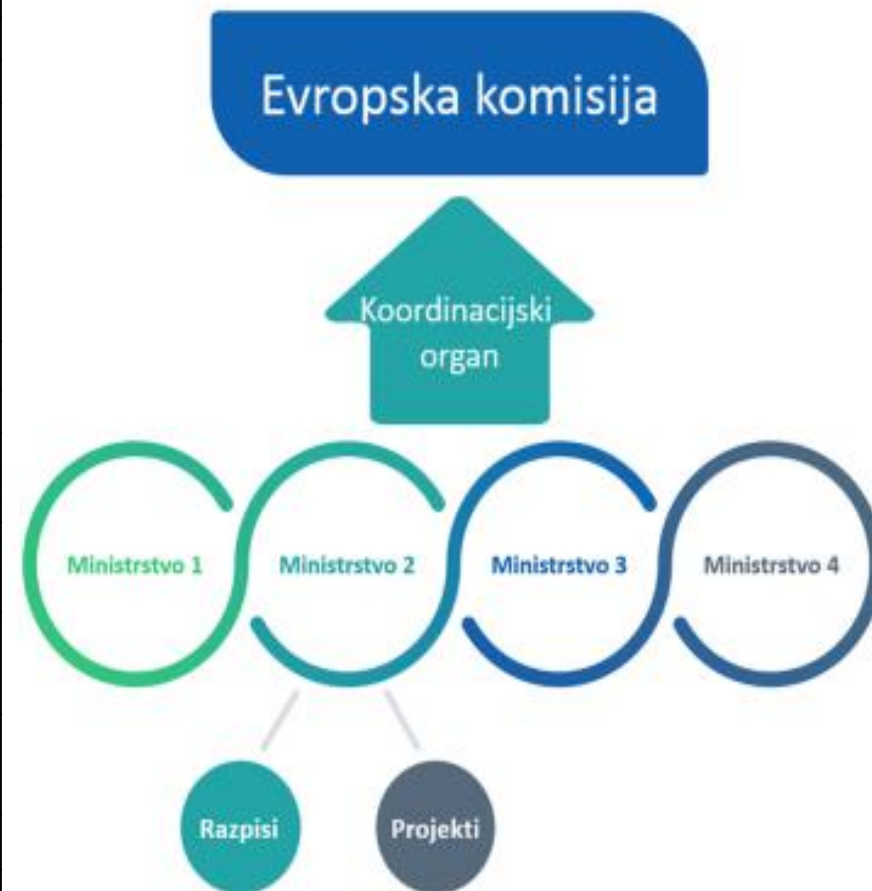 Evropska komisija
Koordinacijski
organ
Ministrstvo 1
Ministrstvo 2
Ministrstvo 3
Ministrstvo 4
Razpisi
Projekti